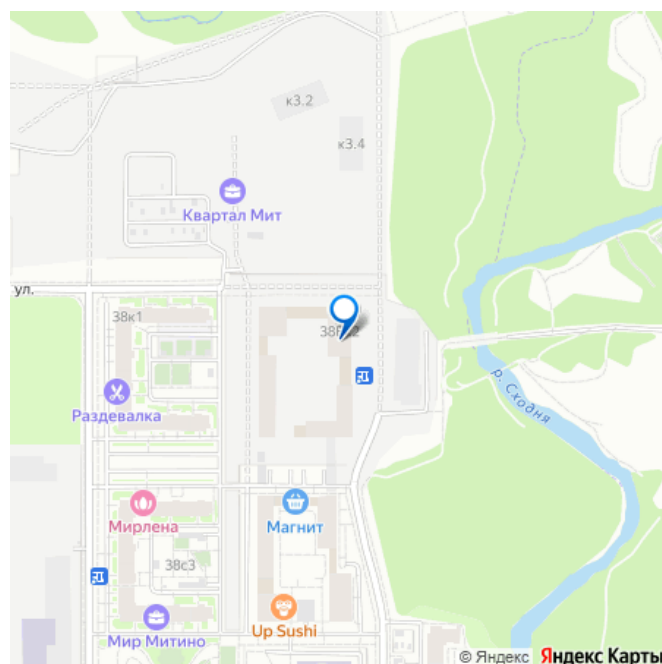 к3.2
к3.4
Квартал Мит
ул.
38к1
Раздевалка
р. Сходня
Мирлена
Магнит
38с3
Мир Митино
Up Sushi
© Яндекс Яндекс Карты